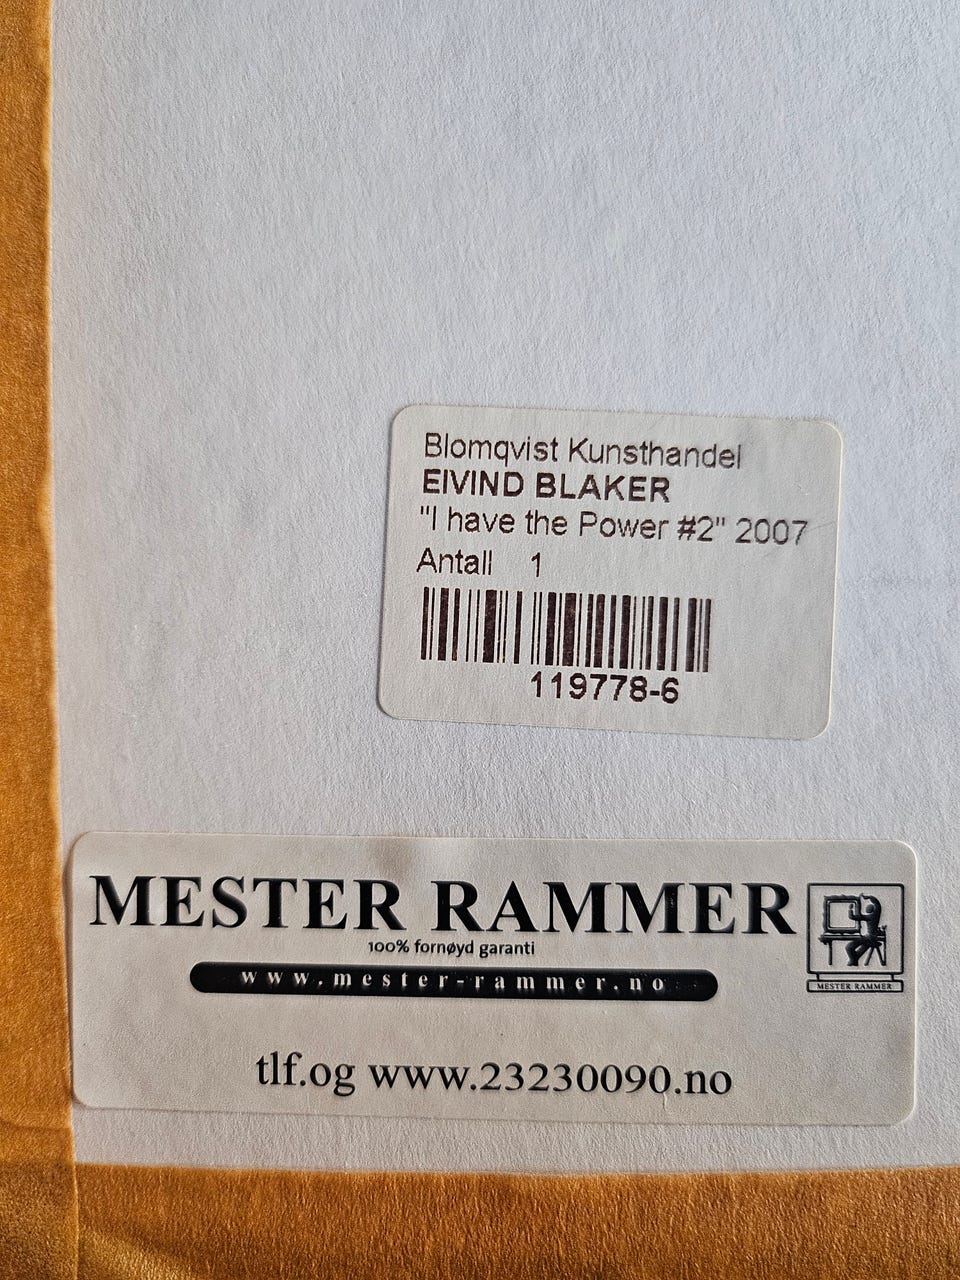 Blomqvist Kunsthandel
EIVIND BLAKER
"I have the Power #2" 2007
Antall 1
119778-6
MESTER RAMMER
100% fornøyd garanti
www.mester-rammer.no
MESTER RAMMER
tlf.og www.23230090.no